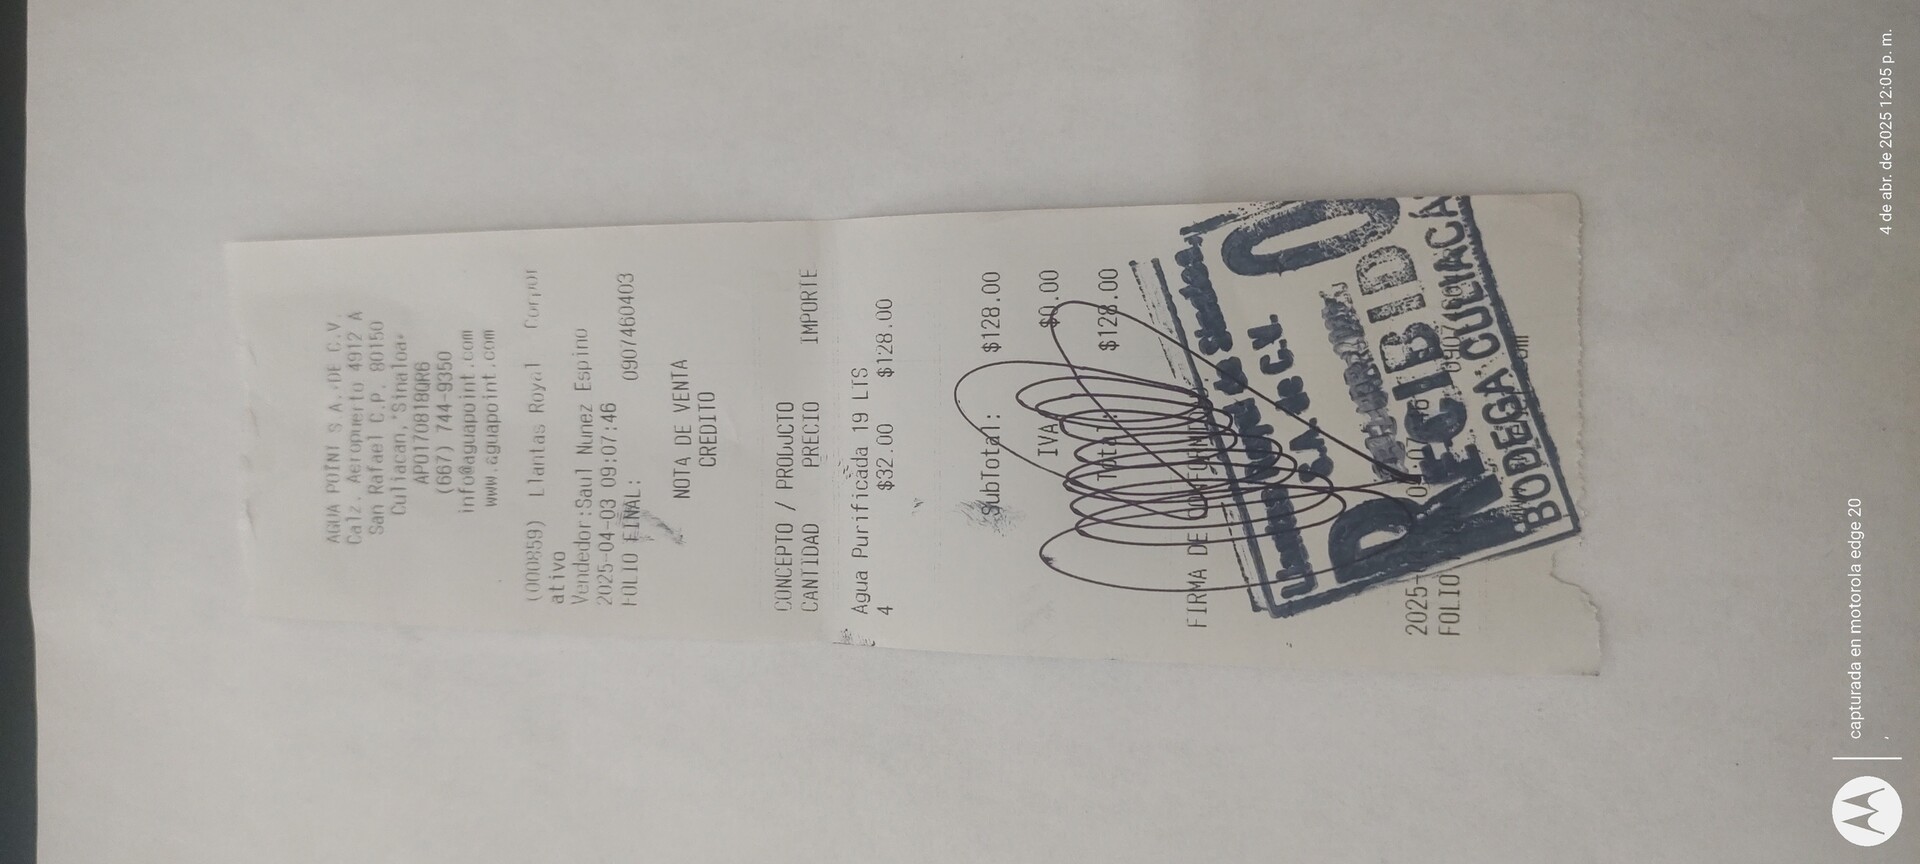 AGUA POINT S.A. DE C.V.
Calz. Aeropuerto 4912 A
San Rafael C.P. 80150
Culiacan, Sinaloa.
APO1708180R6
(667) 744-9350
info@aguapoint.com
www.aguapoint.com
(000859) Llantas Royal Corpor
ativo
Vendedor:Saul Nunez Espino
2025-04-03 09:07:46
FOLIO FINAL: 0907460403
NOTA DE VENTA
CREDITO
CONCEPTO / PRODUCTO
CANTIDAD PRECIO IMPORTE
Agua Purificada 19 LTS
4 $32.00 $128.00
SubTotal: $128.00
IVA $0.00
Total: $128.00
FIRMA DE CONFORMIDAD
S.A. de C.V.
RECIBIDO
BODEGA CULIACAN
2025-
FOLIO
capturada en motorola edge 20
4 de abr. de 2025 12:05 p. m.